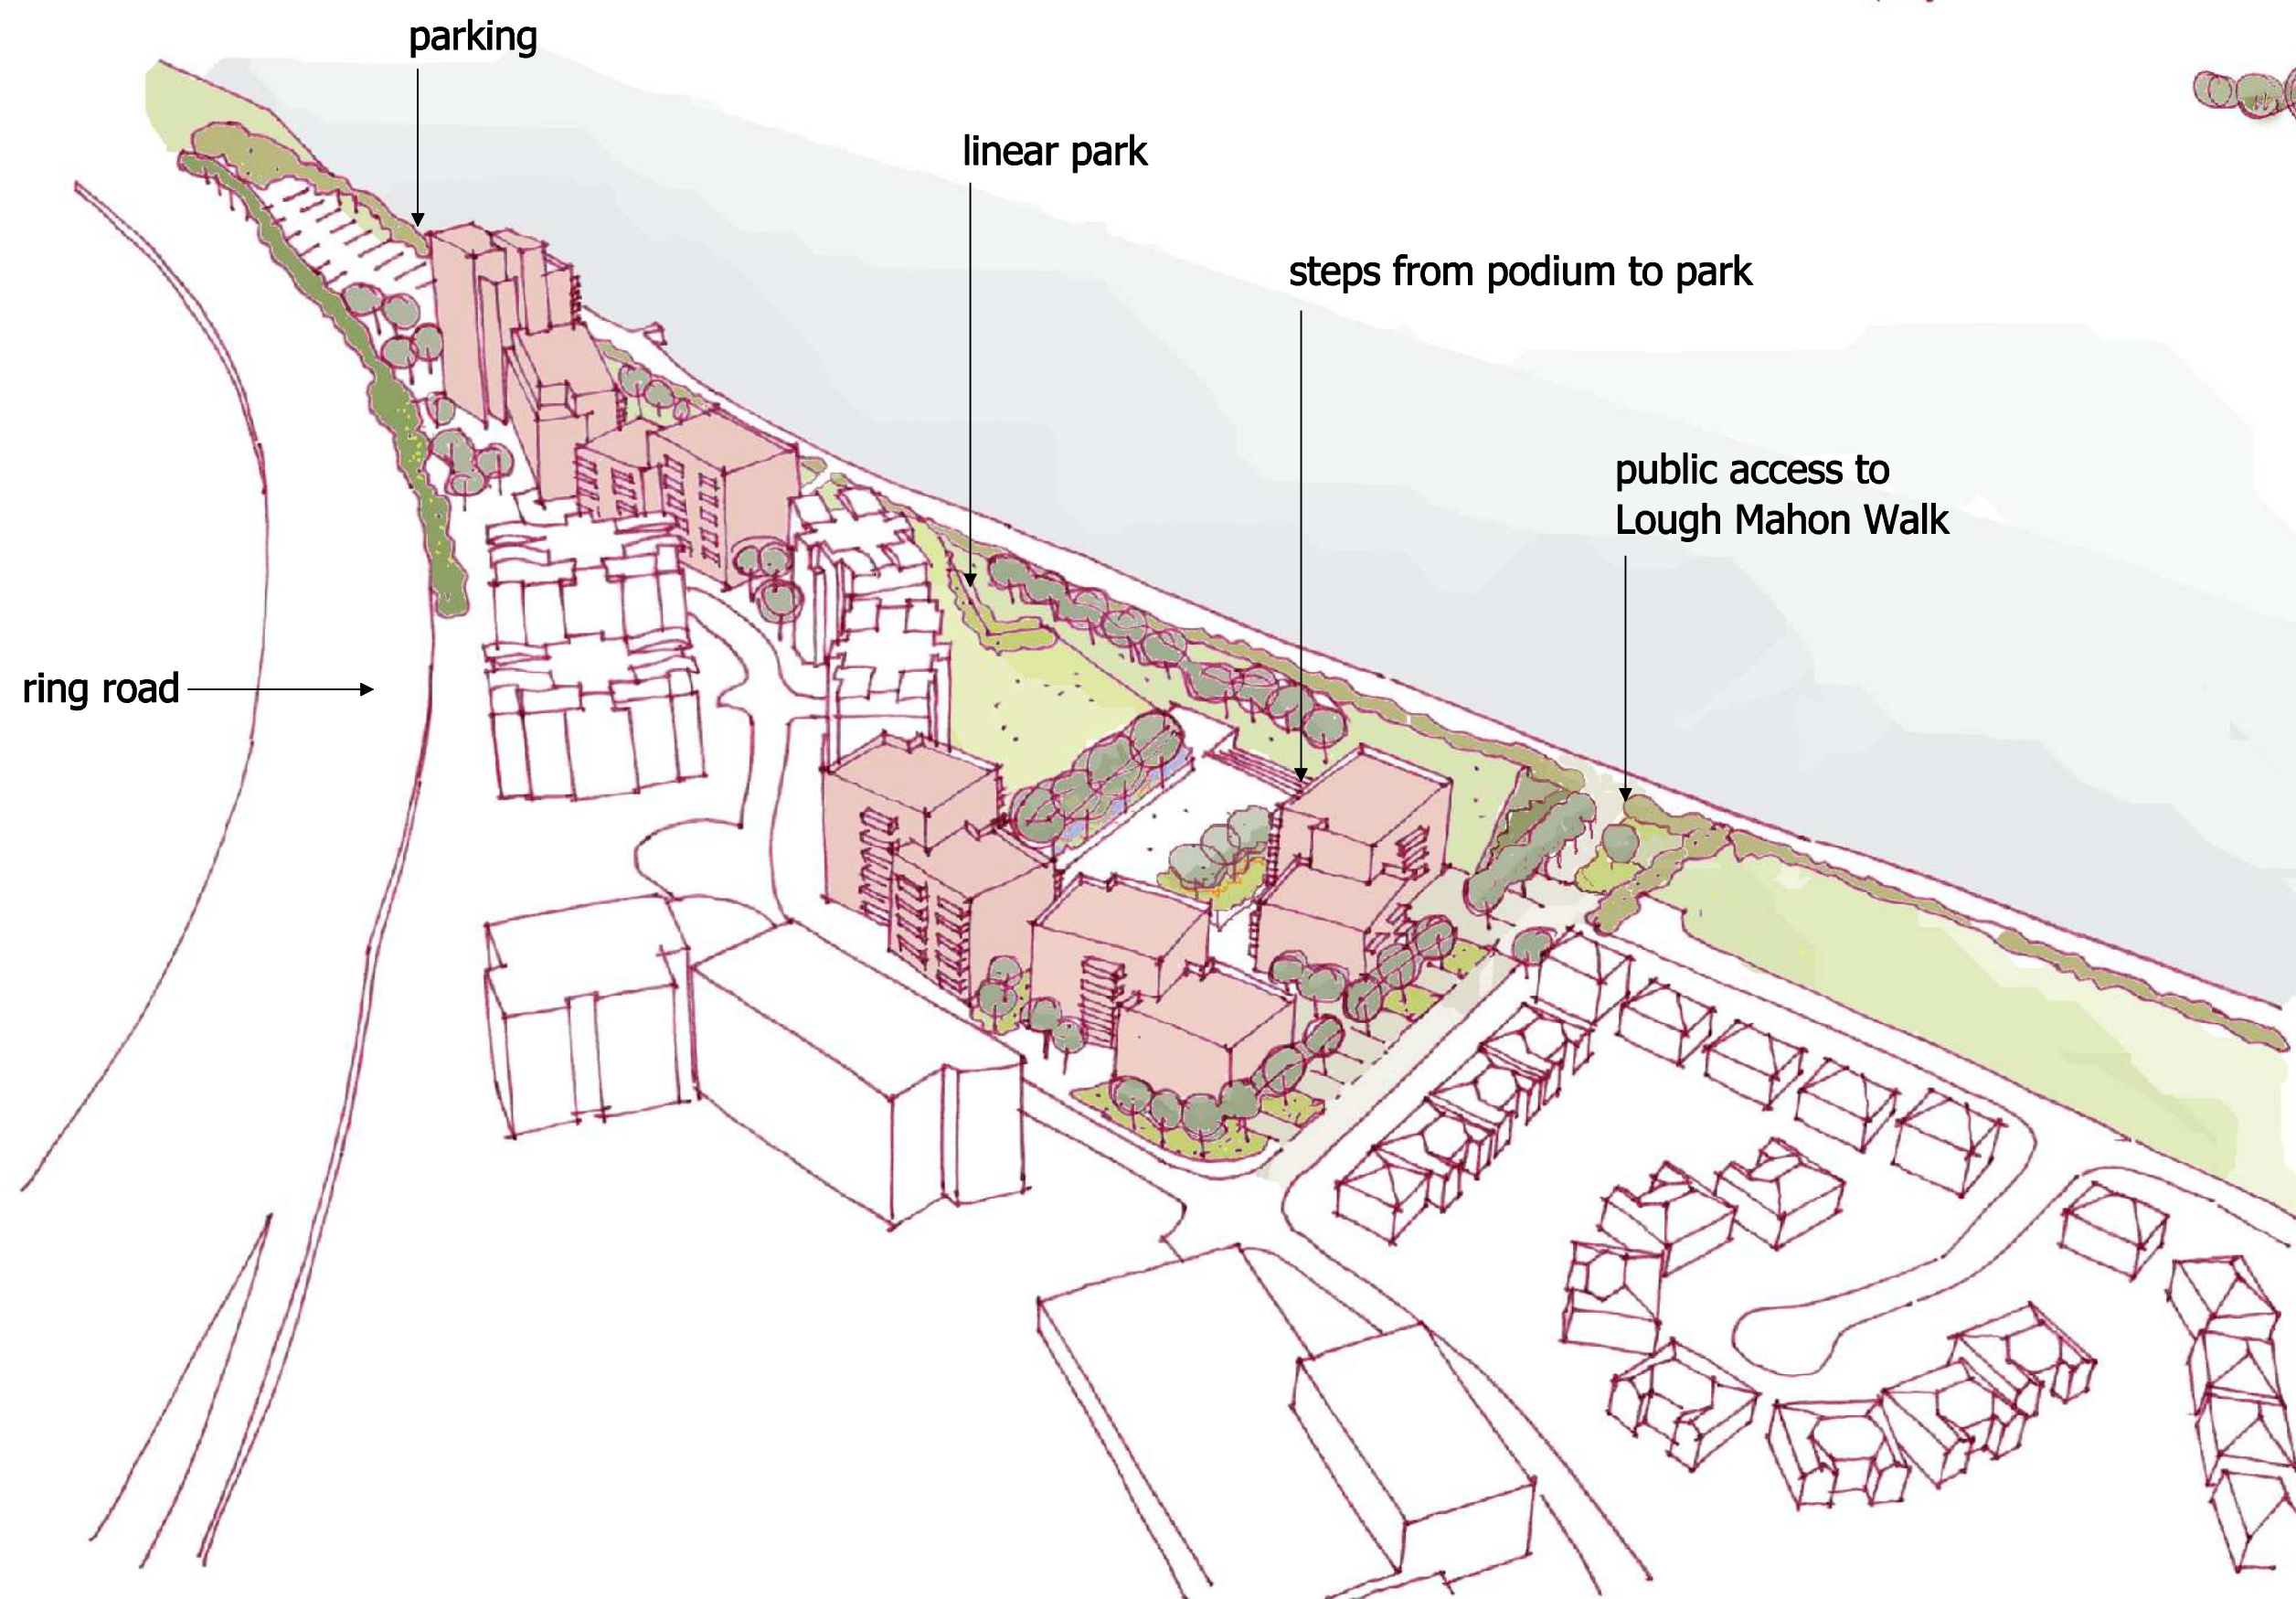 parking
linear park
steps from podium to park
public access to
Lough Mahon Walk
ring road